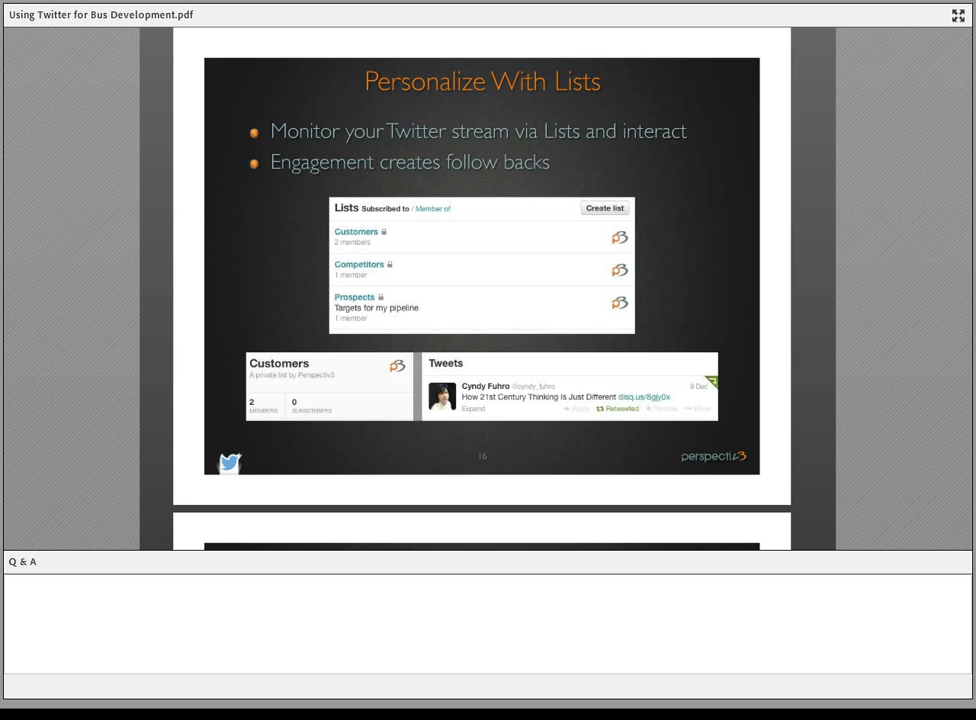 Using Twitter for Bus Development.pdf
Personalize With Lists
Monitor your Twitter stream via Lists and interact
Engagement creates follow backs
Lists Subscribed to / Member of
Create list
Customers
2 members
Competitors
1 member
Prospects
Targets for my pipeline
1 member
Customers
A private list by Perspectiv3
2
MEMBERS
0
SUBSCRIBERS
Tweets
Cyndy Fuhro @cyndy_fuhro 9 Dec
How 21st Century Thinking Is Just Different disq.us/8gjy0x
Expand Reply Retweeted Favorite More
16
perspectiv3
Q & A